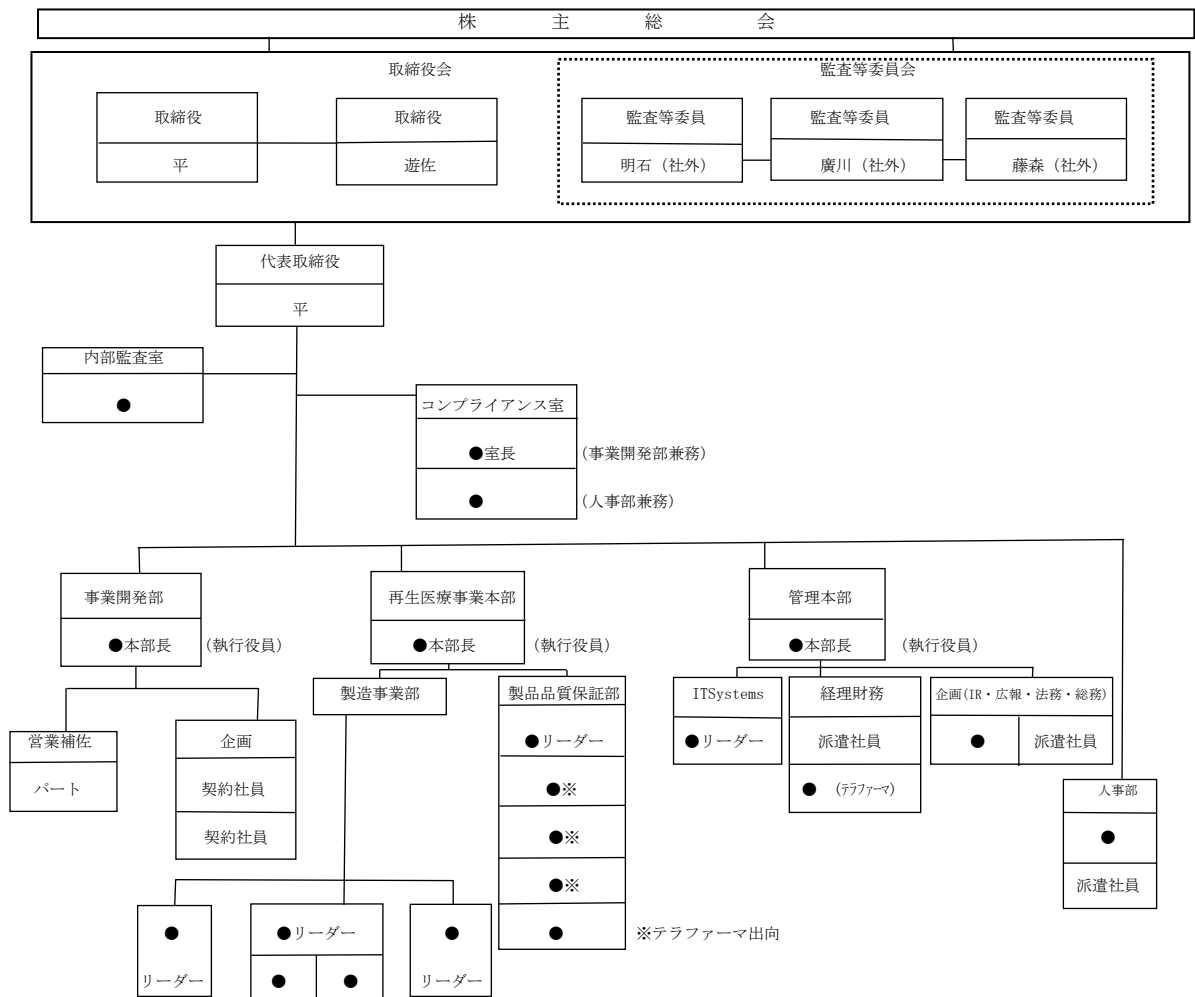 株主総会
取締役会
監査等委員会
取締役
平
取締役
遊佐
監査等委員
明石（社外）
監査等委員
廣川（社外）
監査等委員
藤森（社外）
代表取締役
平
内部監査室
●
コンプライアンス室
●室長
(事業開発部兼務)
●
(人事部兼務)
事業開発部
●本部長
(執行役員)
再生医療事業本部
●本部長
(執行役員)
管理本部
●本部長
(執行役員)
営業補佐
パート
企画
契約社員
契約社員
製造事業部
製品品質保証部
●リーダー
●※
●※
●※
●
※テラファーマ出向
ITSystems
●リーダー
経理財務
派遣社員
● (ﾃﾗﾌｧｰﾏ)
企画(IR・広報・法務・総務)
●
派遣社員
人事部
●
派遣社員
●
リーダー
●リーダー
●
●
●
リーダー